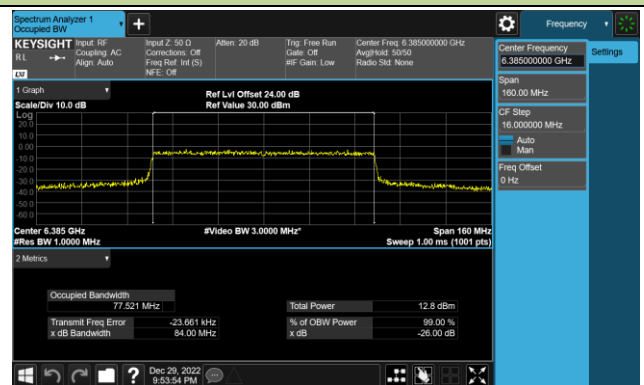 Spectrum Analyzer 1
Occupied BW
+
Frequency
KEYSIGHT
RL
LXI
Input: RF
Coupling: AC
Align: Auto
Input Z: 50 Ω
Corrections: Off
Freq Ref: Int (S)
NFE: Off
Atten: 20 dB
Trig: Free Run
Gate: Off
#IF Gain: Low
Center Freq: 6.385000000 GHz
Avg|Hold: 50/50
Radio Std: None
Center Frequency
6.385000000 GHz
Settings
Span
160.00 MHz
CF Step
16.000000 MHz
Auto
Man
Freq Offset
0 Hz
1 Graph
Scale/Div 10.0 dB
Ref Lvl Offset 24.00 dB
Ref Value 30.00 dBm
Log
20.0
10.0
0.00
-10.0
-20.0
-30.0
-40.0
-50.0
-60.0
Center 6.385 GHz
#Video BW 3.0000 MHz*
Span 160 MHz
#Res BW 1.0000 MHz
Sweep 1.00 ms (1001 pts)
2 Metrics
Occupied Bandwidth
77.521 MHz
Total Power 12.8 dBm
Transmit Freq Error -23.661 kHz
% of OBW Power 99.00 %
x dB Bandwidth 84.00 MHz
x dB -26.00 dB
?
Dec 29, 2022
9:53:54 PM